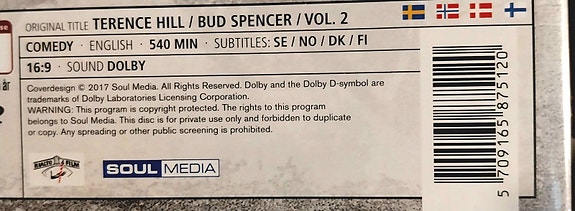 ORIGINAL TITLE TERENCE HILL / BUD SPENCER / VOL. 2
COMEDY · ENGLISH · 540 MIN · SUBTITLES: SE / NO / DK / FI
16:9 · SOUND DOLBY
år
Coverdesign © 2017 Soul Media. All Rights Reserved. Dolby and the Dolby D-symbol are
trademarks of Dolby Laboratories Licensing Corporation.
WARNING: This program is copyright protected. The rights to this program
belongs to Soul Media. This disc is for private use only and forbidden to duplicate
or copy. Any spreading or other public screening is prohibited.
SOUL MEDIA
5 709165 875120